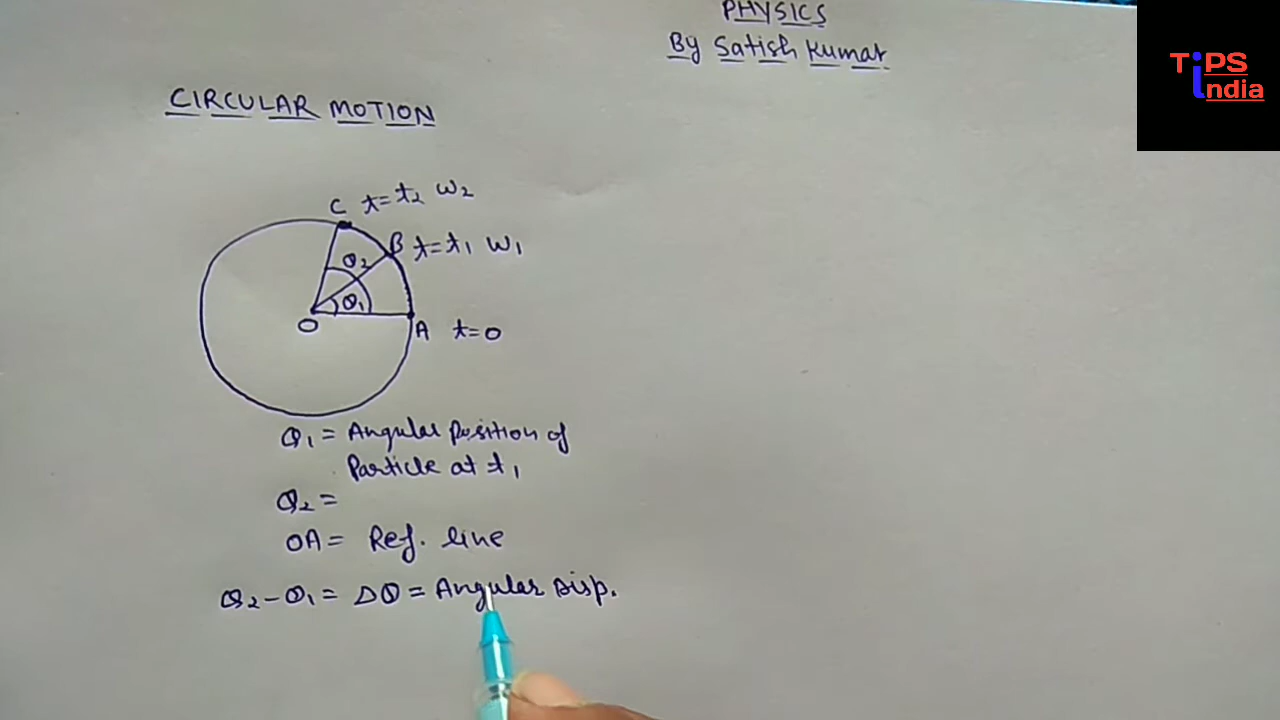 PHYSICS
By Satish Kumar
TiPS
india
CIRCULAR MOTION
C t=t₂ ω₂
B t=t₁ ω₁
θ₂
θ₁
O
A t=0
θ₁ = Angular Position of
Particle at t₁
θ₂ =
OA = Ref. line
θ₂-θ₁ = Δθ = Angular Disp.